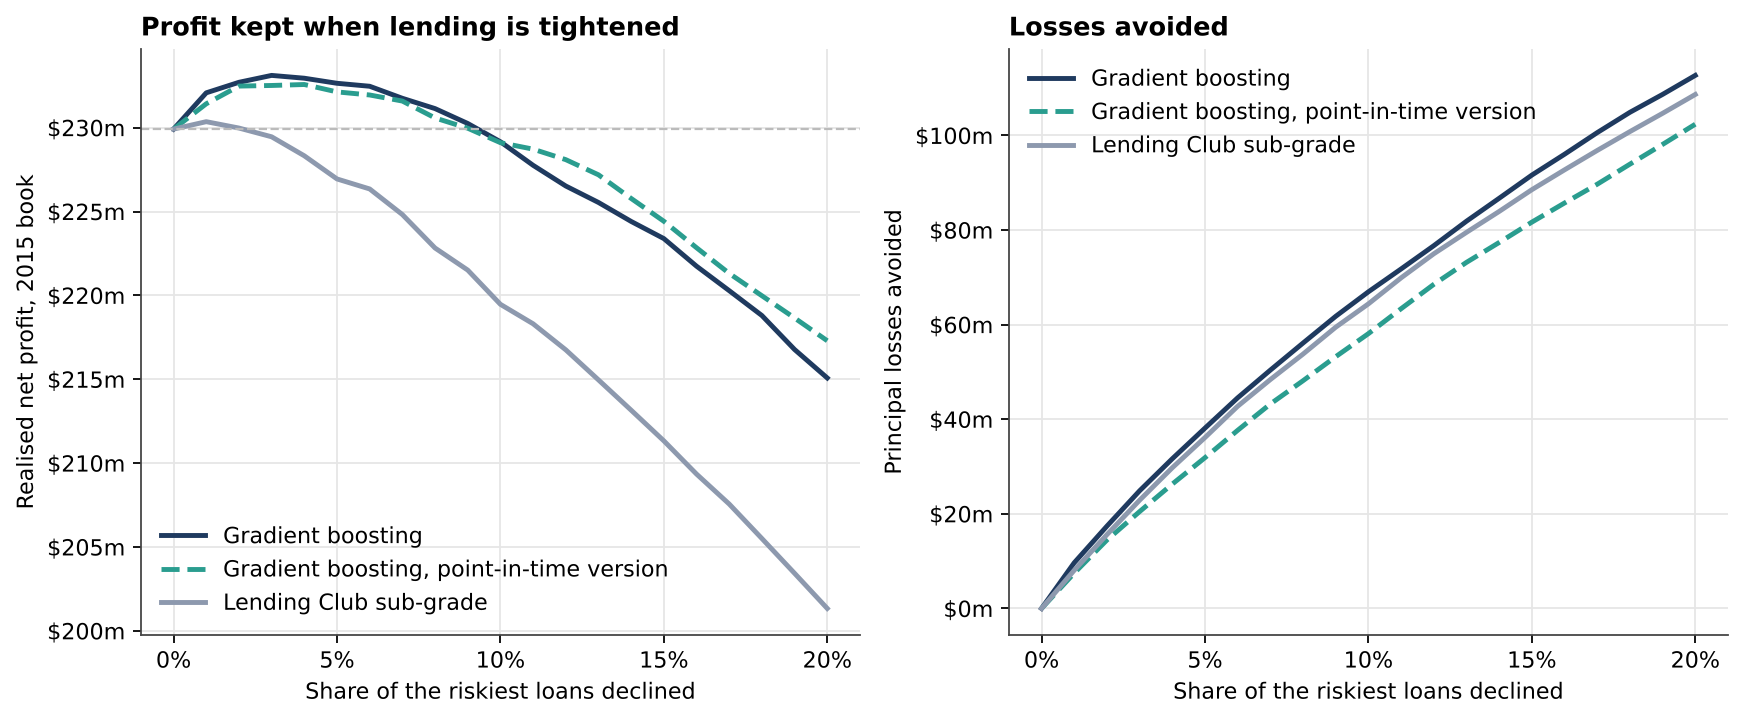 Profit kept when lending is tightened
Realised net profit, 2015 book
$230m
$225m
$220m
$215m
$210m
$205m
$200m
Gradient boosting
Gradient boosting, point-in-time version
Lending Club sub-grade
0%
5%
10%
15%
20%
Share of the riskiest loans declined
Losses avoided
Principal losses avoided
Gradient boosting
Gradient boosting, point-in-time version
Lending Club sub-grade
$100m
$80m
$60m
$40m
$20m
$0m
0%
5%
10%
15%
20%
Share of the riskiest loans declined